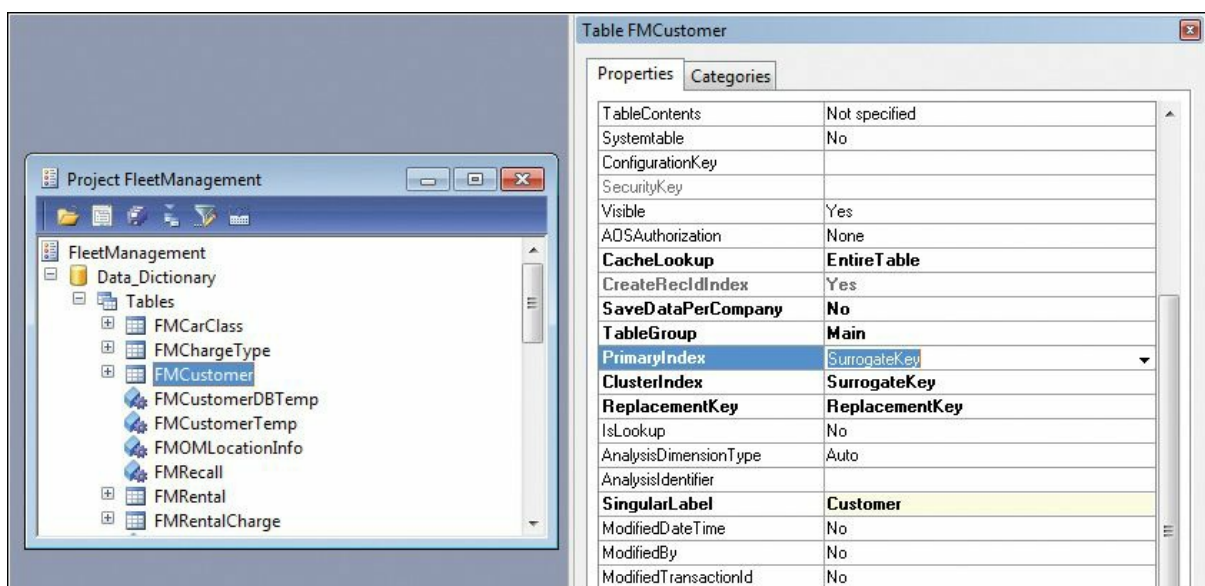 Project FleetManagement
FleetManagement
Data_Dictionary
Tables
FMCarClass
FMChargeType
FMCustomer
FMCustomerDBTemp
FMCustomerTemp
FMOMLocationInfo
FMRecall
FMRental
FMRentalCharge
Table FMCustomer
Properties Categories
TableContents Not specified
Systemtable No
ConfigurationKey
SecurityKey
Visible Yes
AOSAuthorization None
CacheLookup EntireTable
CreateRecIdIndex Yes
SaveDataPerCompany No
TableGroup Main
PrimaryIndex SurrogateKey
ClusterIndex SurrogateKey
ReplacementKey ReplacementKey
IsLookup No
AnalysisDimensionType Auto
AnalysisIdentifier
SingularLabel Customer
ModifiedDateTime No
ModifiedBy No
ModifiedTransactionId No